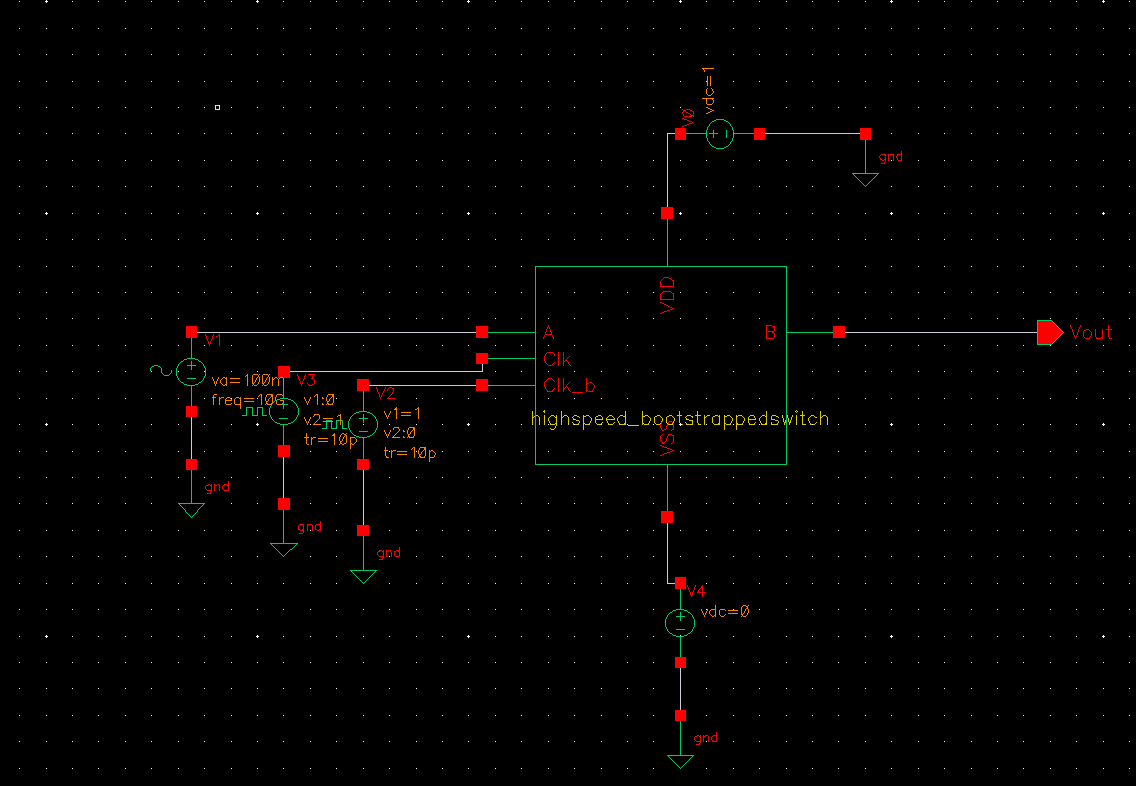 vdc=1
V0
gnd
VDD
A
B
Vout
V1
Clk
va=100n
V3
Clk_b
freq=10G
v1:0
V2
v2=1
v1=1
highspeed_bootstrappedswitch
tr=10p
v2:0
VSS
tr=10p
gnd
gnd
gnd
V4
vdc=0
gnd